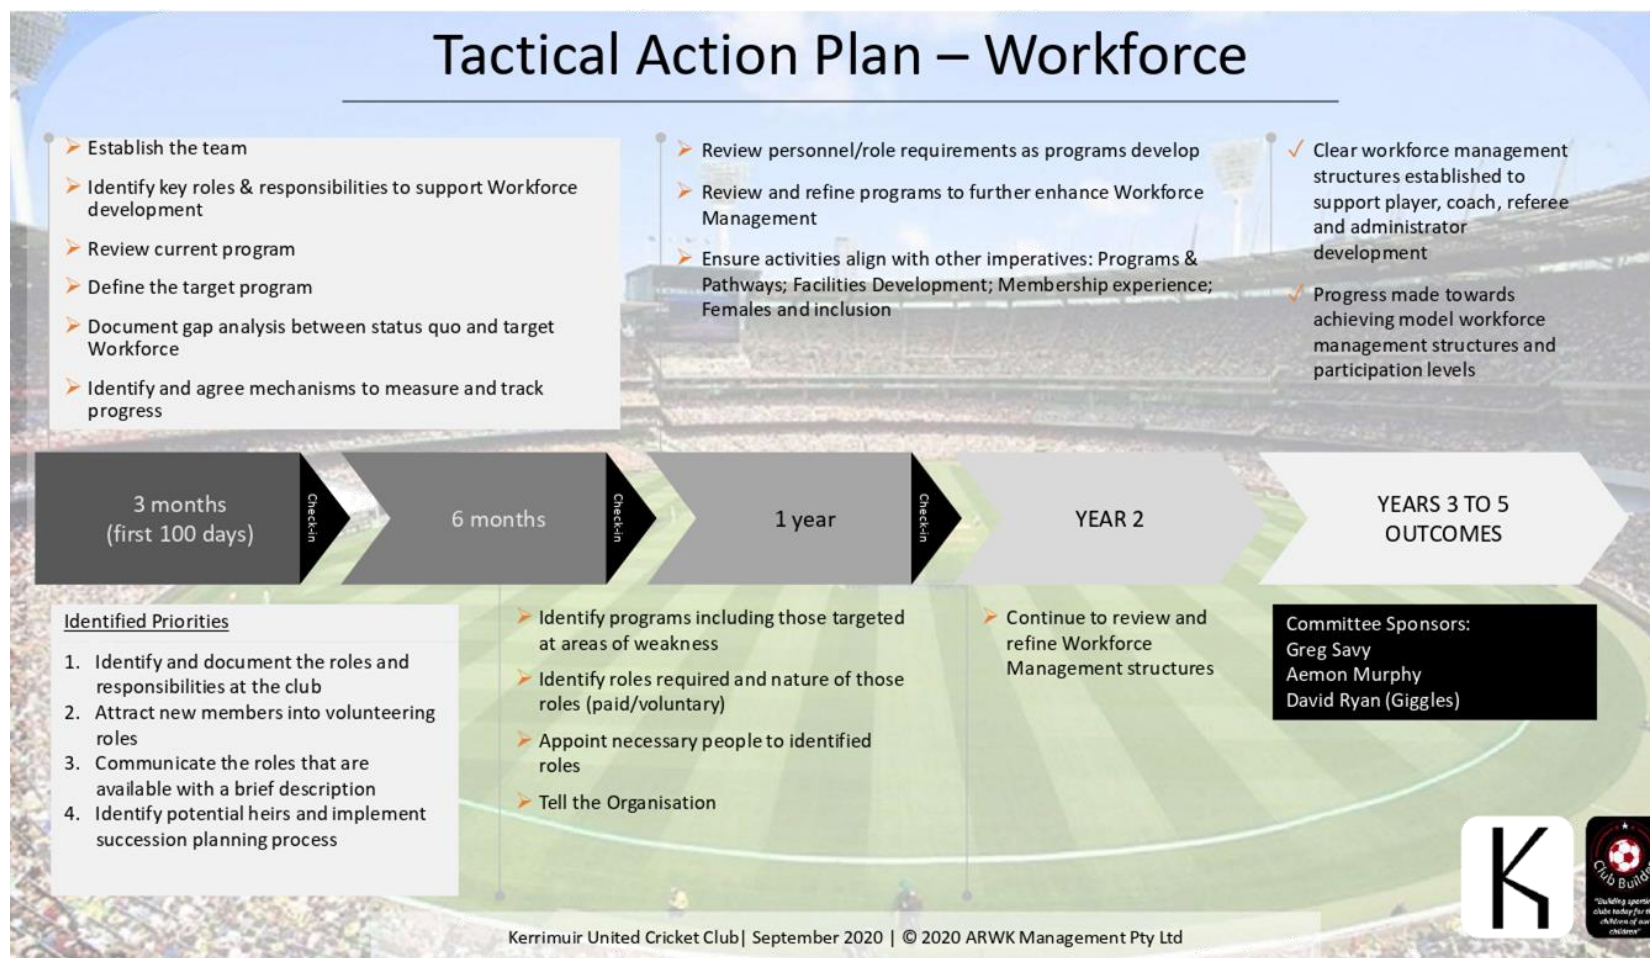 Tactical Action Plan – Workforce
Establish the team
Identify key roles & responsibilities to support Workforce
development
Review current program
Define the target program
Document gap analysis between status quo and target
Workforce
Identify and agree mechanisms to measure and track
progress
Review personnel/role requirements as programs develop
Review and refine programs to further enhance Workforce
Management
Ensure activities align with other imperatives: Programs &
Pathways; Facilities Development; Membership experience;
Females and inclusion
Clear workforce management
structures established to
support player, coach, referee
and administrator
development
Progress made towards
achieving model workforce
management structures and
participation levels
3 months
(first 100 days)
Check-in
6 months
Check-in
1 year
Check-in
YEAR 2
YEARS 3 TO 5
OUTCOMES
Identified Priorities
1. Identify and document the roles and
responsibilities at the club
2. Attract new members into volunteering
roles
3. Communicate the roles that are
available with a brief description
4. Identify potential heirs and implement
succession planning process
Identify programs including those targeted
at areas of weakness
Identify roles required and nature of those
roles (paid/voluntary)
Appoint necessary people to identified
roles
Tell the Organisation
Continue to review and
refine Workforce
Management structures
Committee Sponsors:
Greg Savy
Aemon Murphy
David Ryan (Giggles)
K
Club Builde
"Building sportin
clubs today for th
children of our
children"
Kerrimuir United Cricket Club| September 2020 | © 2020 ARWK Management Pty Ltd